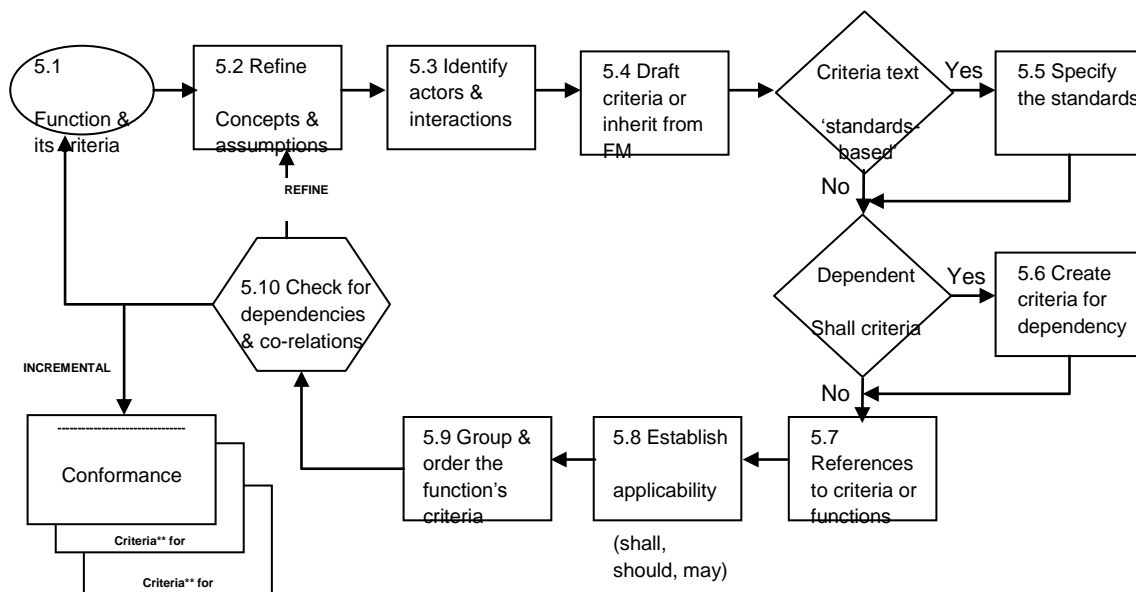 5.1
Function &
its criteria
5.2 Refine
Concepts &
assumptions
5.3 Identify
actors &
interactions
5.4 Draft
criteria or
inherit from
FM
Criteria text
‘standards-
based’
Yes
5.5 Specify
the standards
No
Dependent
Shall criteria
Yes
5.6 Create
criteria for
dependency
No
5.7
References
to criteria or
functions
5.8 Establish
applicability
(shall,
should, may)
5.9 Group &
order the
function’s
criteria
5.10 Check for
dependencies
& co-relations
REFINE
INCREMENTAL
----------------------------------
Conformance
Criteria** for
Criteria** for